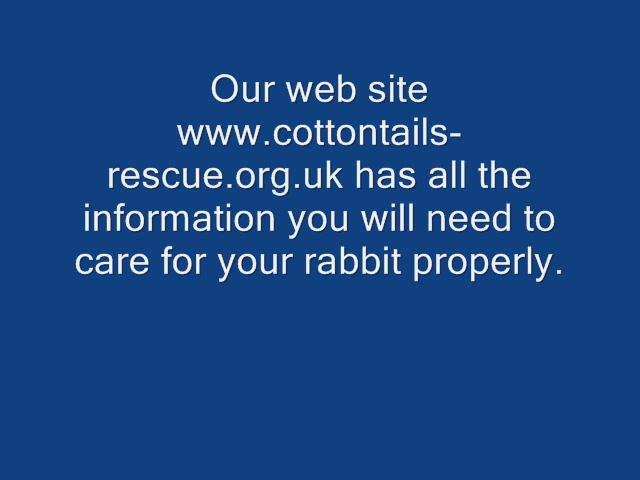 Our web site
www.cottontails-
rescue.org.uk has all the
information you will need to
care for your rabbit properly.